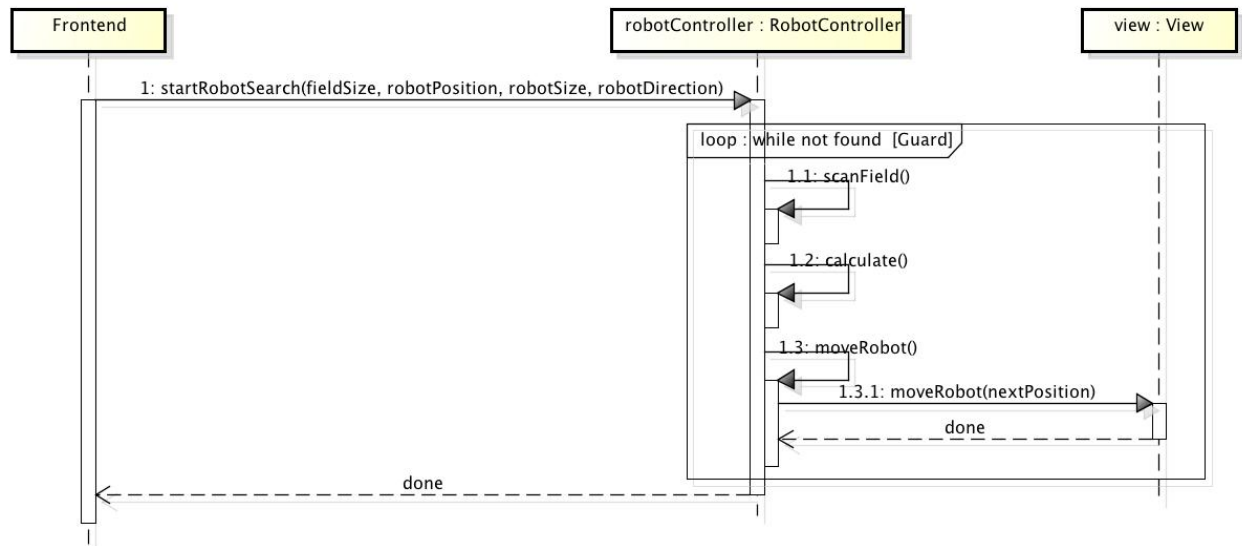 Frontend
robotController : RobotController
view : View
1: startRobotSearch(fieldSize, robotPosition, robotSize, robotDirection)
loop : while not found [Guard]
1.1: scanField()
1.2: calculate()
1.3: moveRobot()
1.3.1: moveRobot(nextPosition)
done
done